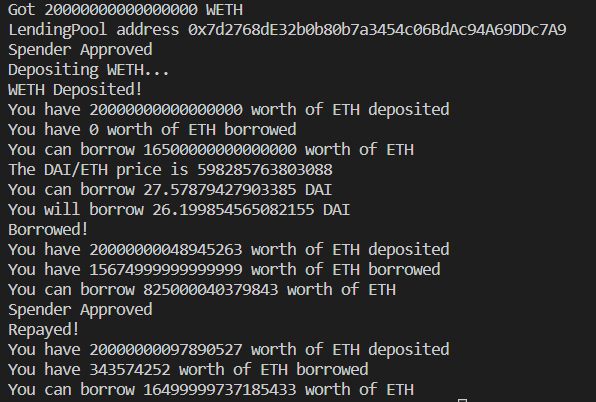 Got 20000000000000000 WETH
LendingPool address 0x7d2768dE32b0b80b7a3454c06BdAc94A69DDc7A9
Spender Approved
Depositing WETH...
WETH Deposited!
You have 20000000000000000 worth of ETH deposited
You have 0 worth of ETH borrowed
You can borrow 16500000000000000 worth of ETH
The DAI/ETH price is 598285763803088
You can borrow 27.57879427903385 DAI
You will borrow 26.199854565082155 DAI
Borrowed!
You have 20000000048945263 worth of ETH deposited
You have 15674999999999999 worth of ETH borrowed
You can borrow 825000040379843 worth of ETH
Spender Approved
Repayed!
You have 20000000097890527 worth of ETH deposited
You have 343574252 worth of ETH borrowed
You can borrow 16499999737185433 worth of ETH